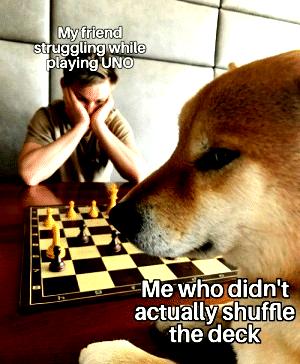 My friend
struggling while
playing UNO
Me who didn't
actually shuffle
the deck